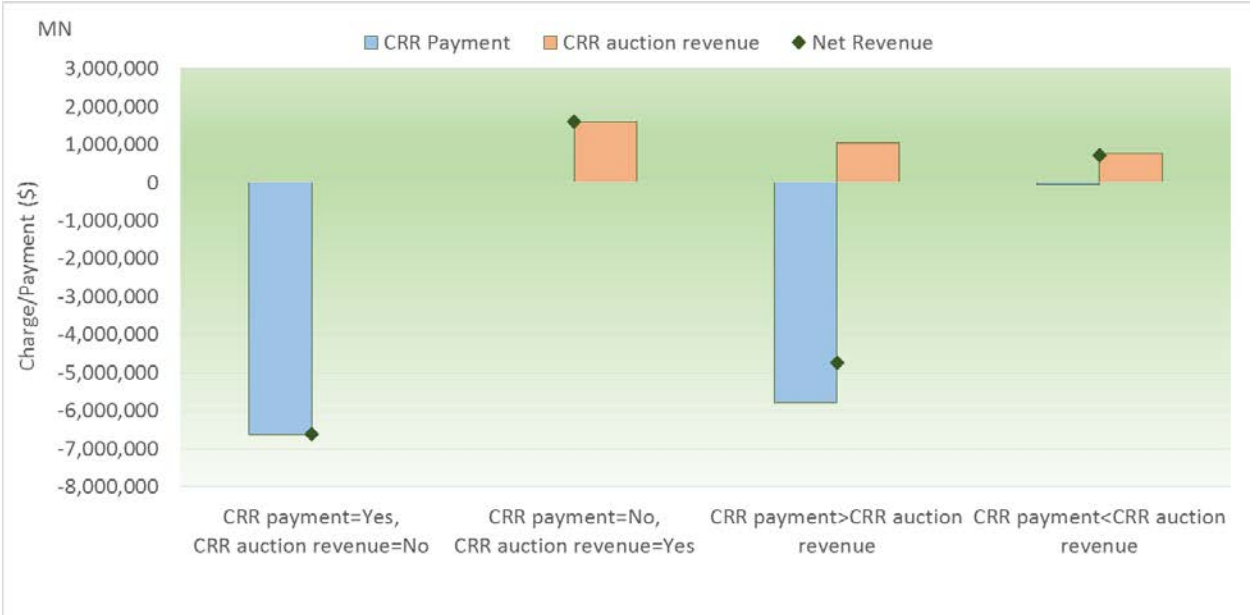 MN
CRR Payment
CRR auction revenue
Net Revenue
3,000,000
2,000,000
1,000,000
0
-1,000,000
-2,000,000
-3,000,000
-4,000,000
-5,000,000
-6,000,000
-7,000,000
-8,000,000
Charge/Payment ($)
CRR payment=Yes,
CRR auction revenue=No
CRR payment=No,
CRR auction revenue=Yes
CRR payment>CRR auction
revenue
CRR payment<CRR auction
revenue